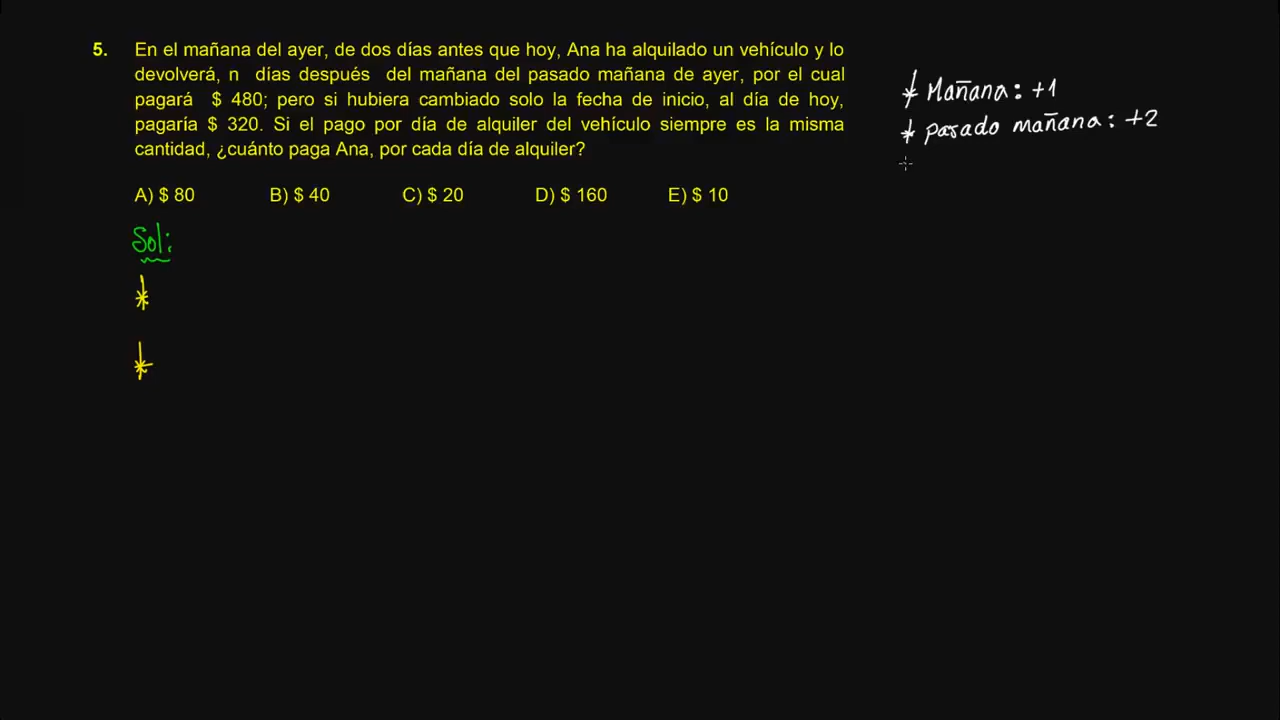 5. En el mañana del ayer, de dos días antes que hoy, Ana ha alquilado un vehículo y lo
devolverá, n días después del mañana del pasado mañana de ayer, por el cual
pagará $ 480; pero si hubiera cambiado solo la fecha de inicio, al día de hoy,
pagaría $ 320. Si el pago por día de alquiler del vehículo siempre es la misma
cantidad, ¿cuánto paga Ana, por cada día de alquiler?
A) $ 80 B) $ 40 C) $ 20 D) $ 160 E) $ 10
Sol:
* Mañana: +1
* pasado mañana: +2